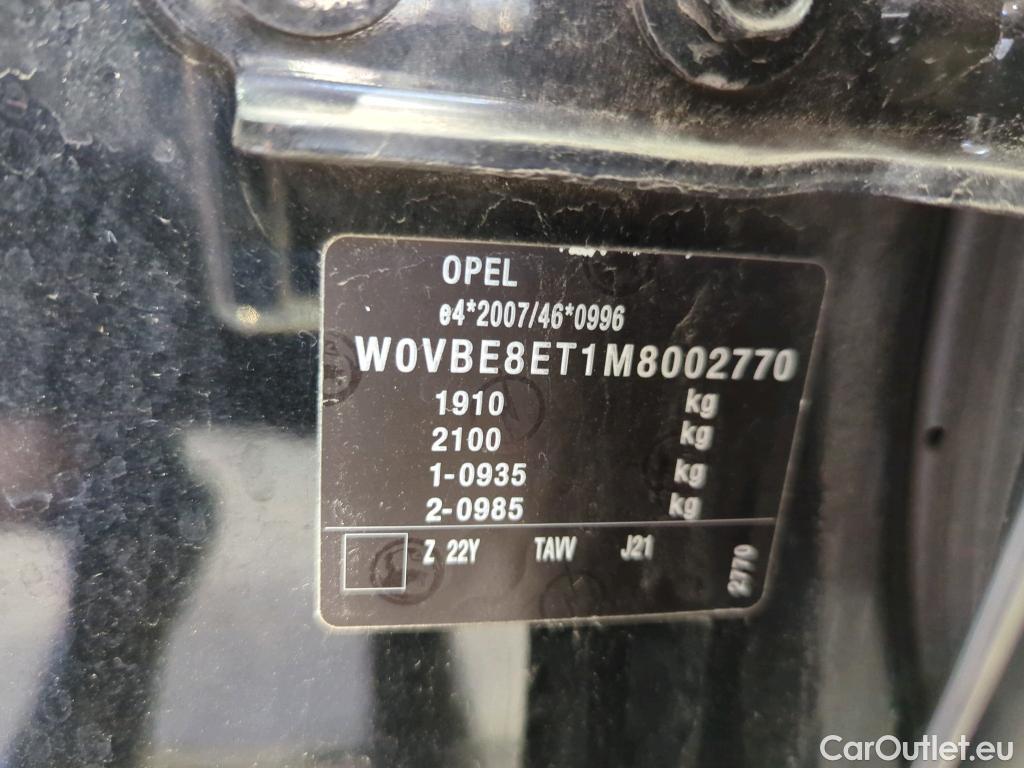 OPEL
e4*2007/46*0996
W0VBE8ET1M8002770
1910 kg
2100 kg
1-0935 kg
2-0985 kg
Z 22Y TAVV J21
2770
CarOutlet.eu